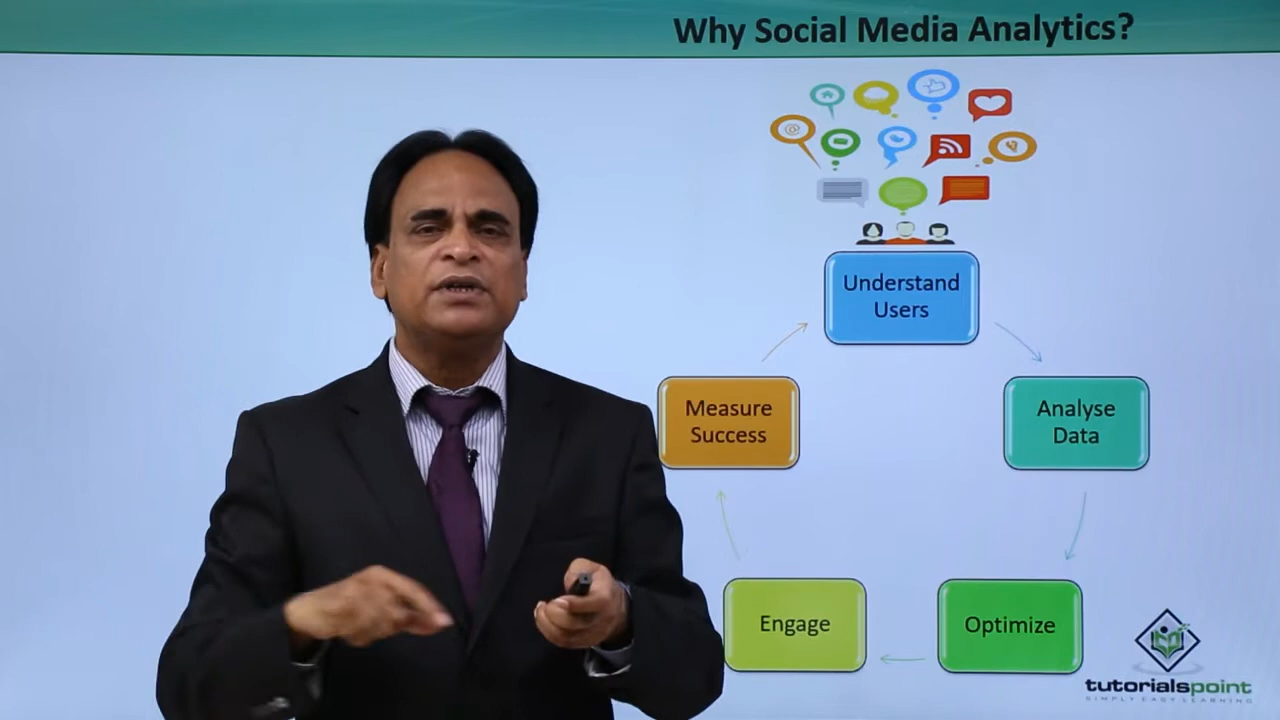 Why Social Media Analytics?
Understand
Users
Analyse
Data
Optimize
Engage
Measure
Success
tutorialspoint
SIMPLY EASY LEARNING